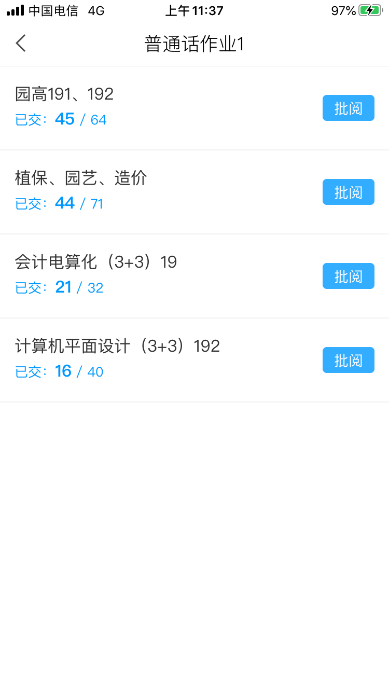 中国电信 4G 上午11:37 97%
普通话作业1
园高191、192
已交：45 / 64
批阅
植保、园艺、造价
已交：44 / 71
批阅
会计电算化（3+3）19
已交：21 / 32
批阅
计算机平面设计（3+3）192
已交：16 / 40
批阅